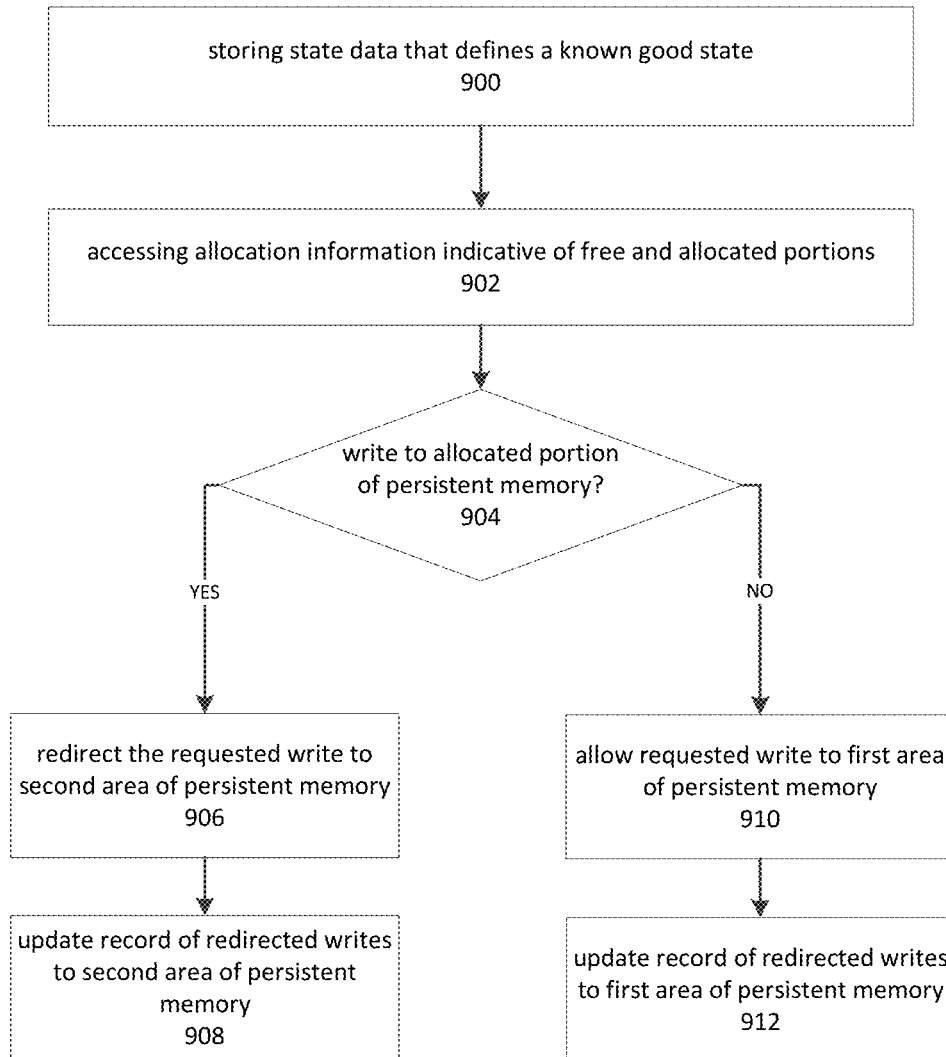 storing state data that defines a known good state
900
accessing allocation information indicative of free and allocated portions
902
write to allocated portion
of persistent memory?
904
YES
NO
redirect the requested write to
second area of persistent memory
906
allow requested write to first area
of persistent memory
910
update record of redirected writes
to second area of persistent
memory
908
update record of redirected writes
to first area of persistent memory
912